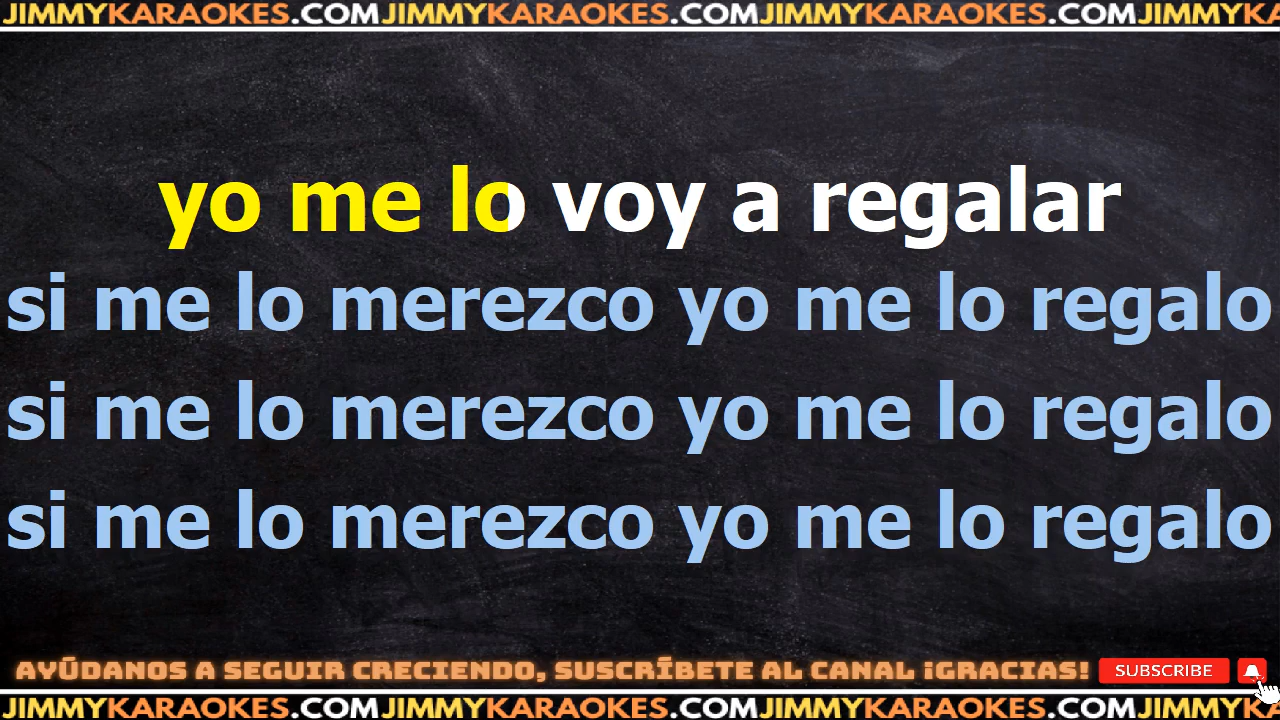 JIMMYKARAOKES.COMJIMMYKARAOKES.COMJIMMYKARAOKES.COMJIMMYKA
yo me lo voy a regalar
si me lo merezco yo me lo regalo
si me lo merezco yo me lo regalo
si me lo merezco yo me lo regalo
AYÚDANOS A SEGUIR CRECIENDO, SUSCRÍBETE AL CANAL ¡GRACIAS! SUBSCRIBE
JIMMYKARAOKES.COMJIMMYKARAOKES.COMJIMMYKARAOKES.COMJIMMYKA